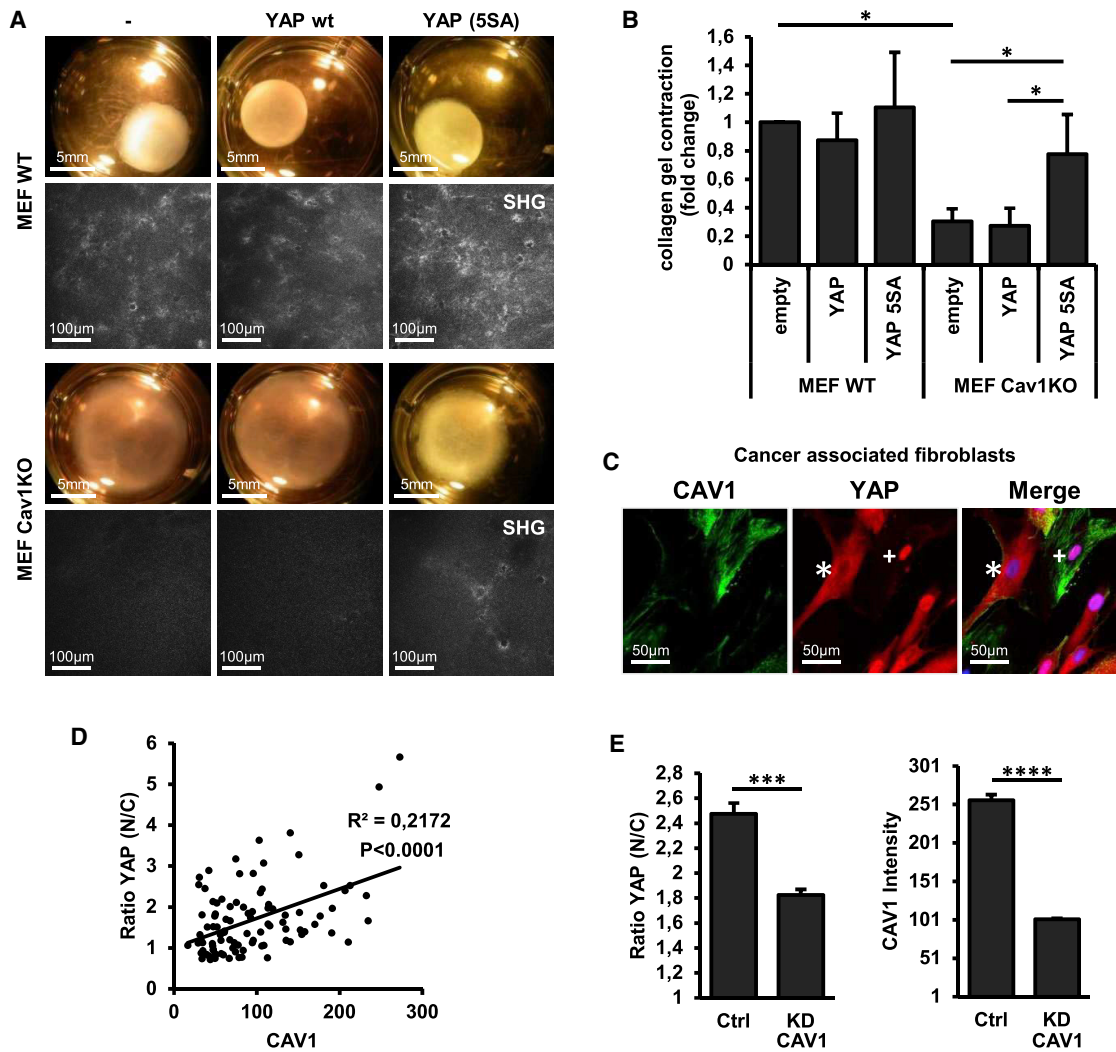 A
- YAP wt YAP (5SA)
MEF WT
5mm 5mm 5mm
SHG
100µm 100µm 100µm
MEF Cav1KO
5mm 5mm 5mm
SHG
100µm 100µm 100µm
B
collagen gel contraction
(fold change)
1,6
1,4
1,2
1
0,8
0,6
0,4
0,2
0
* * *
empty YAP YAP 5SA empty YAP YAP 5SA
MEF WT MEF Cav1KO
C
Cancer associated fibroblasts
CAV1 YAP Merge
* + * +
50µm 50µm 50µm
D
Ratio YAP (N/C)
6
5
4
3
2
1
0
R² = 0,2172
P<0.0001
0 100 200 300
CAV1
E
Ratio YAP (N/C)
2,8
2,6
2,4
2,2
2
1,8
1,6
1,4
1,2
1
***
Ctrl KD
CAV1
CAV1 Intensity
301
251
201
151
101
51
1
****
Ctrl KD
CAV1